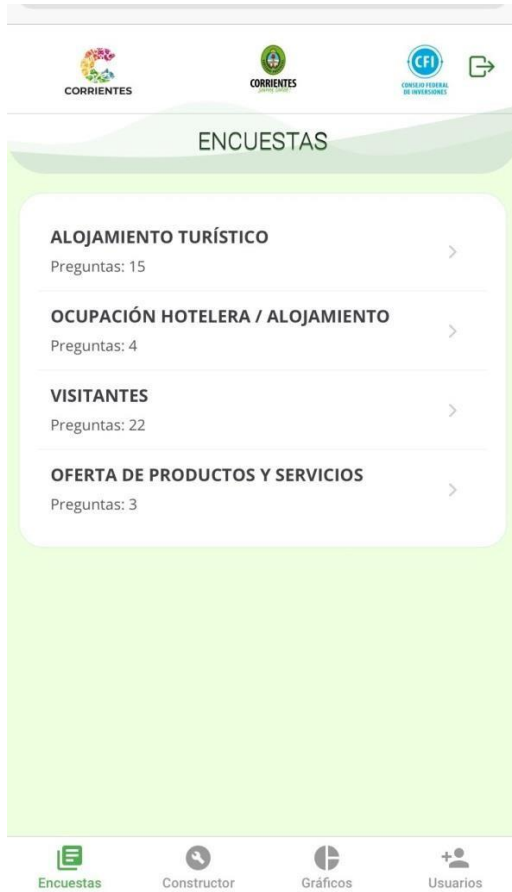 CORRIENTES
CORRIENTES
CFI
CONSEJO FEDERAL
DE INVERSIONES
ENCUESTAS
ALOJAMIENTO TURÍSTICO
Preguntas: 15
OCUPACIÓN HOTELERA / ALOJAMIENTO
Preguntas: 4
VISITANTES
Preguntas: 22
OFERTA DE PRODUCTOS Y SERVICIOS
Preguntas: 3
Encuestas
Constructor
Gráficos
Usuarios